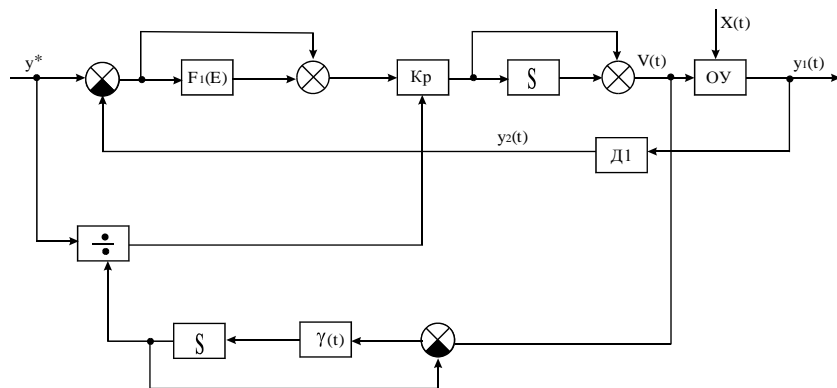 X(t)
y*
F₁(E)
Kp
S
V(t)
ОУ
y₁(t)
y₂(t)
Д1
÷
S
γ(t)